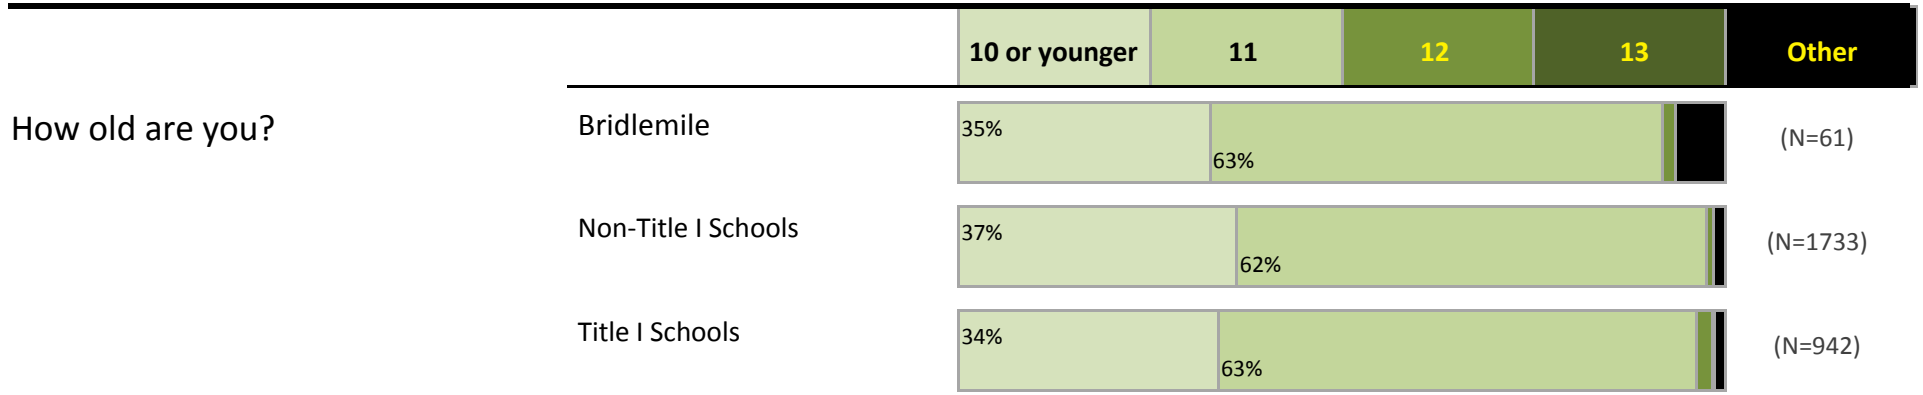 10 or younger 11 12 13 Other
How old are you? Bridlemile 35% 63% (N=61)
Non-Title I Schools 37% 62% (N=1733)
Title I Schools 34% 63% (N=942)